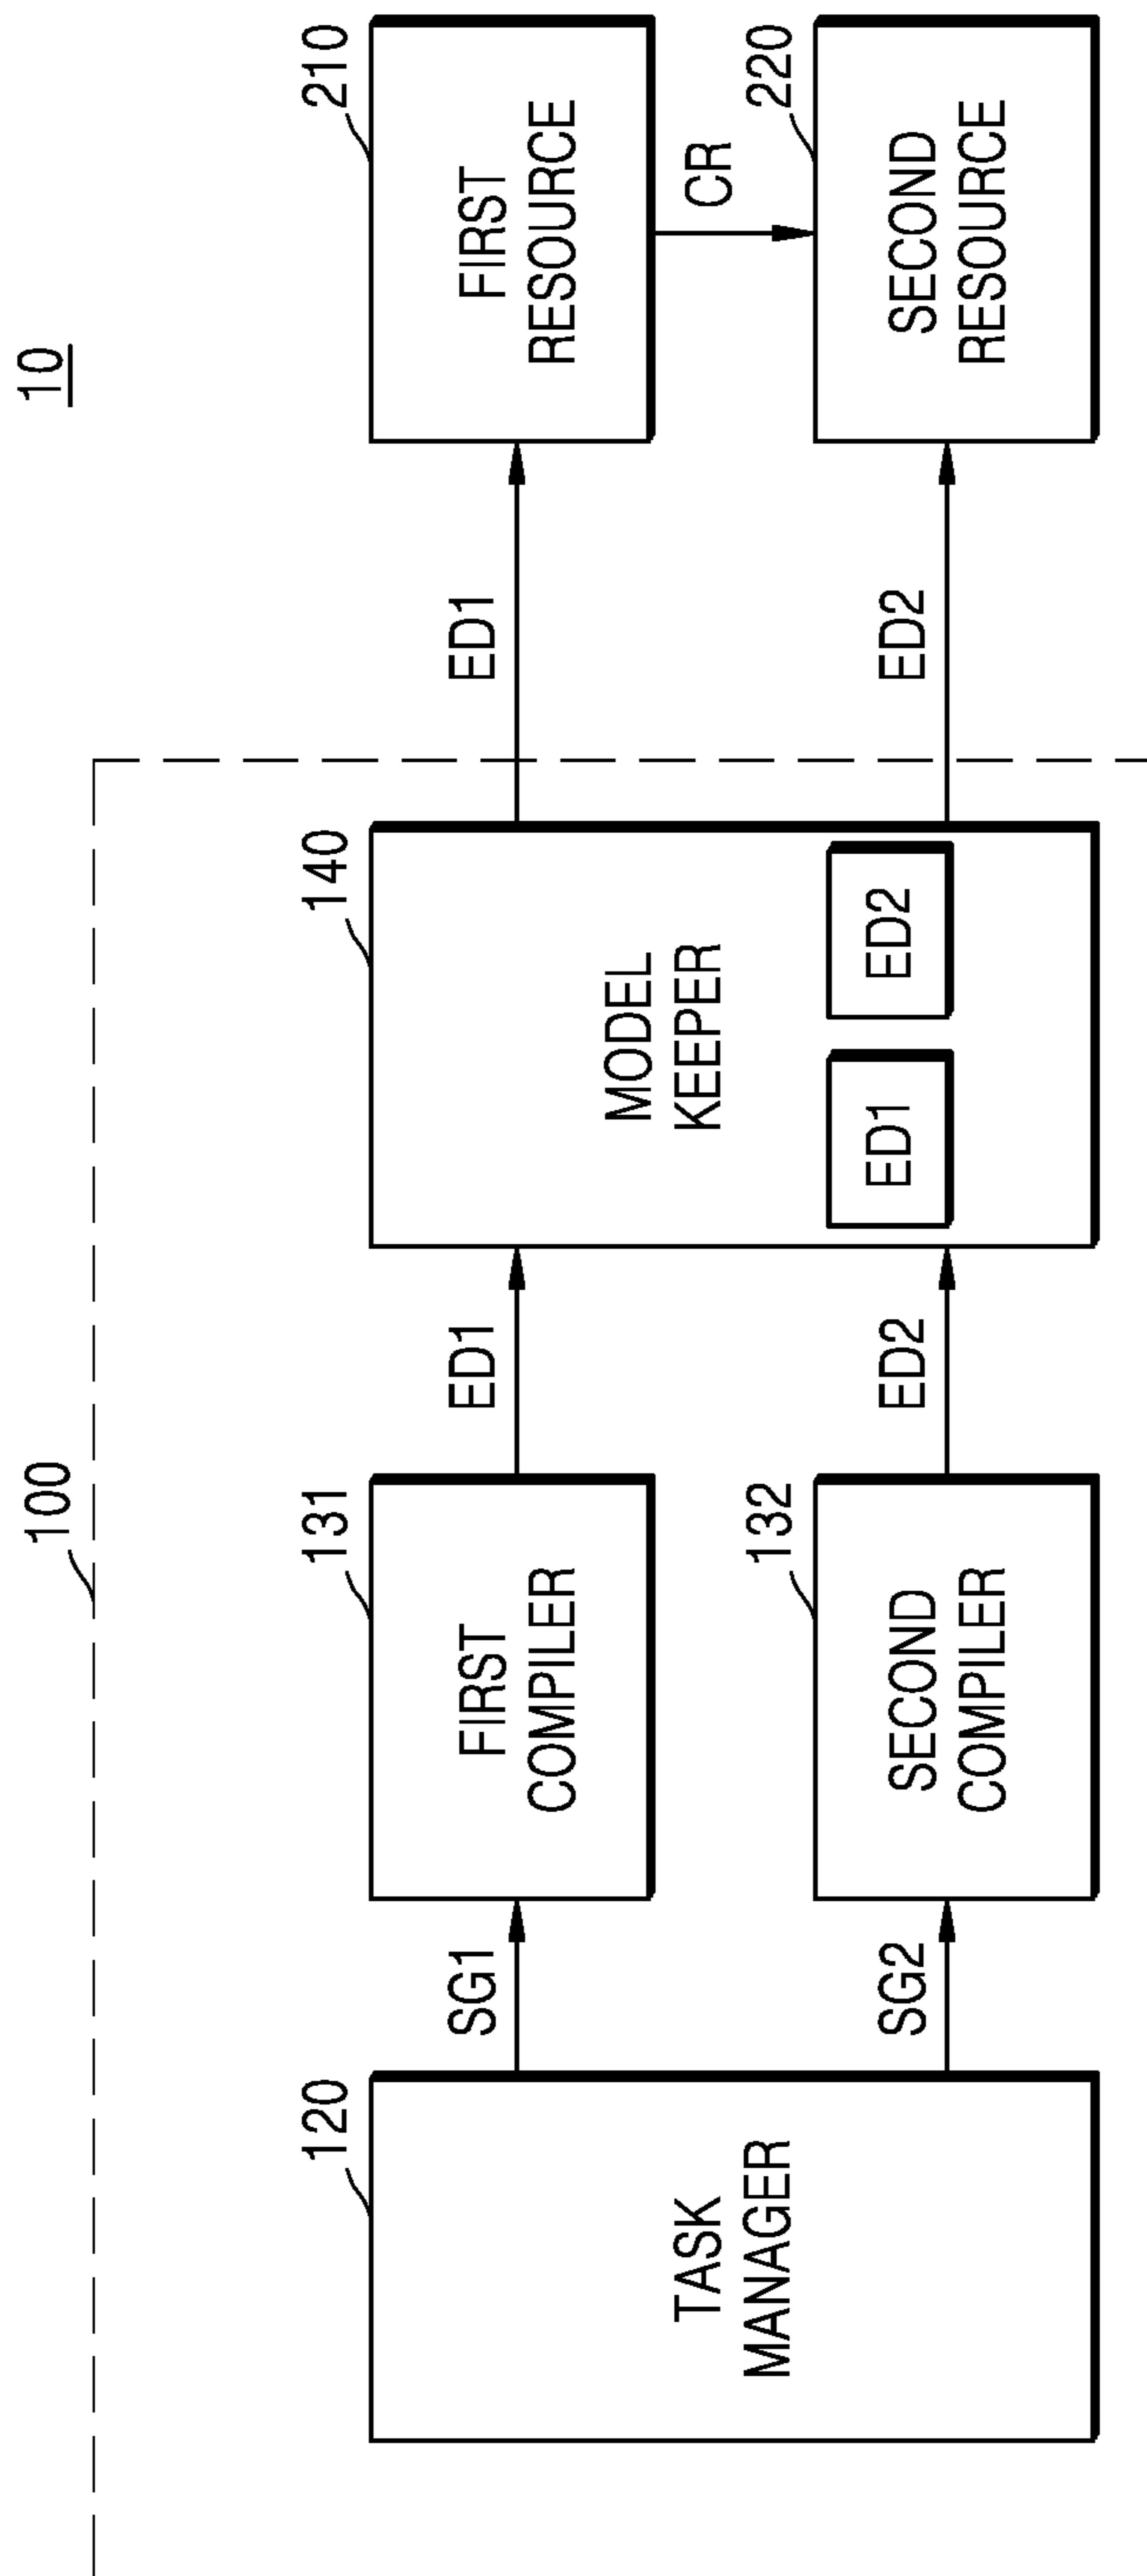 10
100
120
TASK
MANAGER
SG1
SG2
131
FIRST
COMPILER
132
SECOND
COMPILER
ED1
ED2
140
MODEL
KEEPER
ED1
ED2
ED1
ED2
210
FIRST
RESOURCE
CR
220
SECOND
RESOURCE